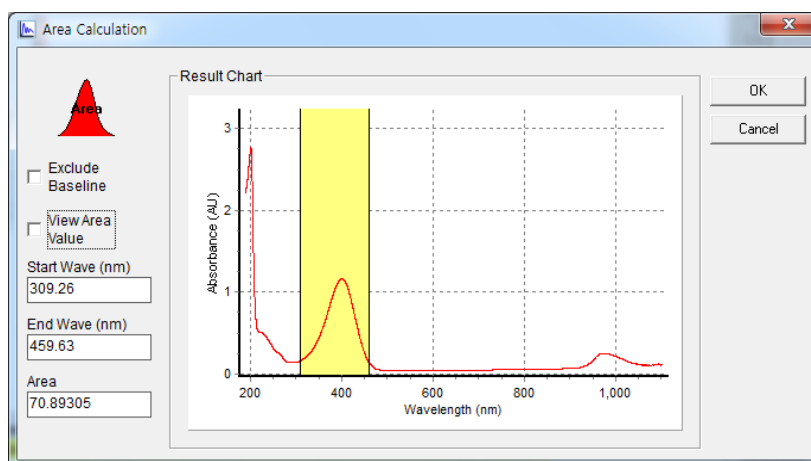 Area Calculation
Area
Exclude
Baseline
View Area
Value
Start Wave (nm)
309.26
End Wave (nm)
459.63
Area
70.89305
Result Chart
Absorbance (AU)
3
2
1
0
200
400
600
800
1,000
Wavelength (nm)
OK
Cancel